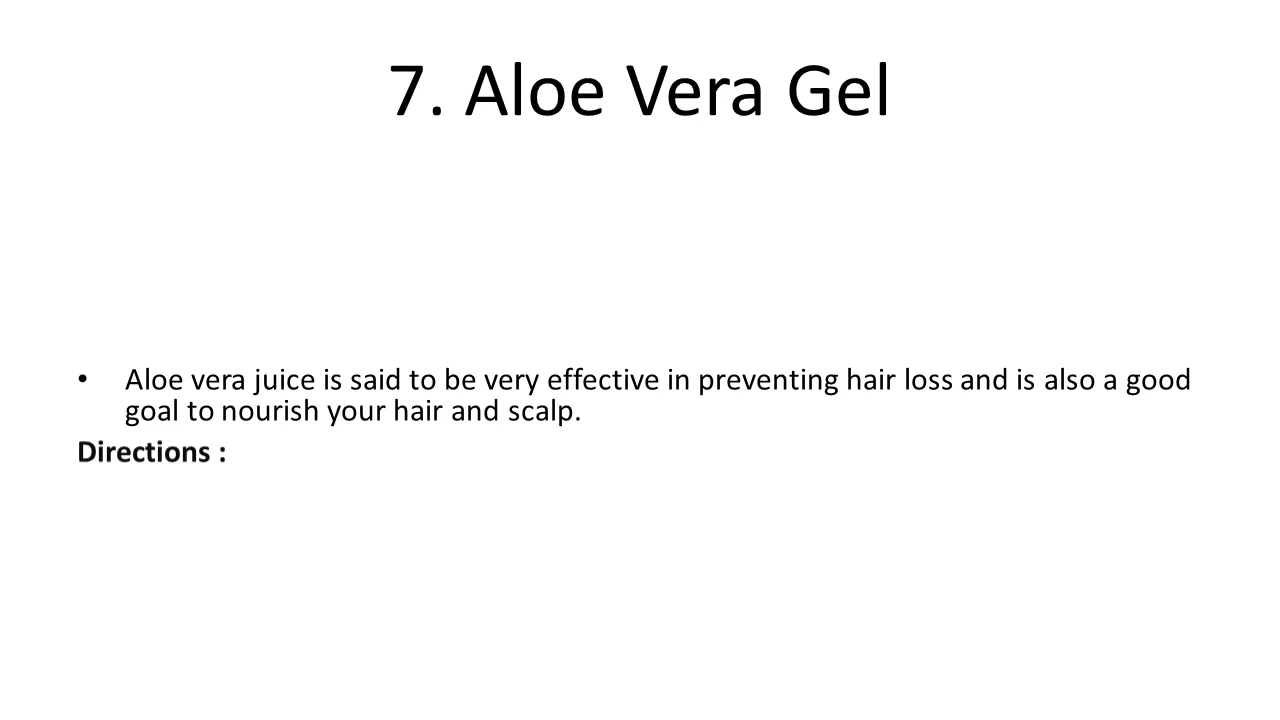 7. Aloe Vera Gel
• Aloe vera juice is said to be very effective in preventing hair loss and is also a good
goal to nourish your hair and scalp.
Directions :